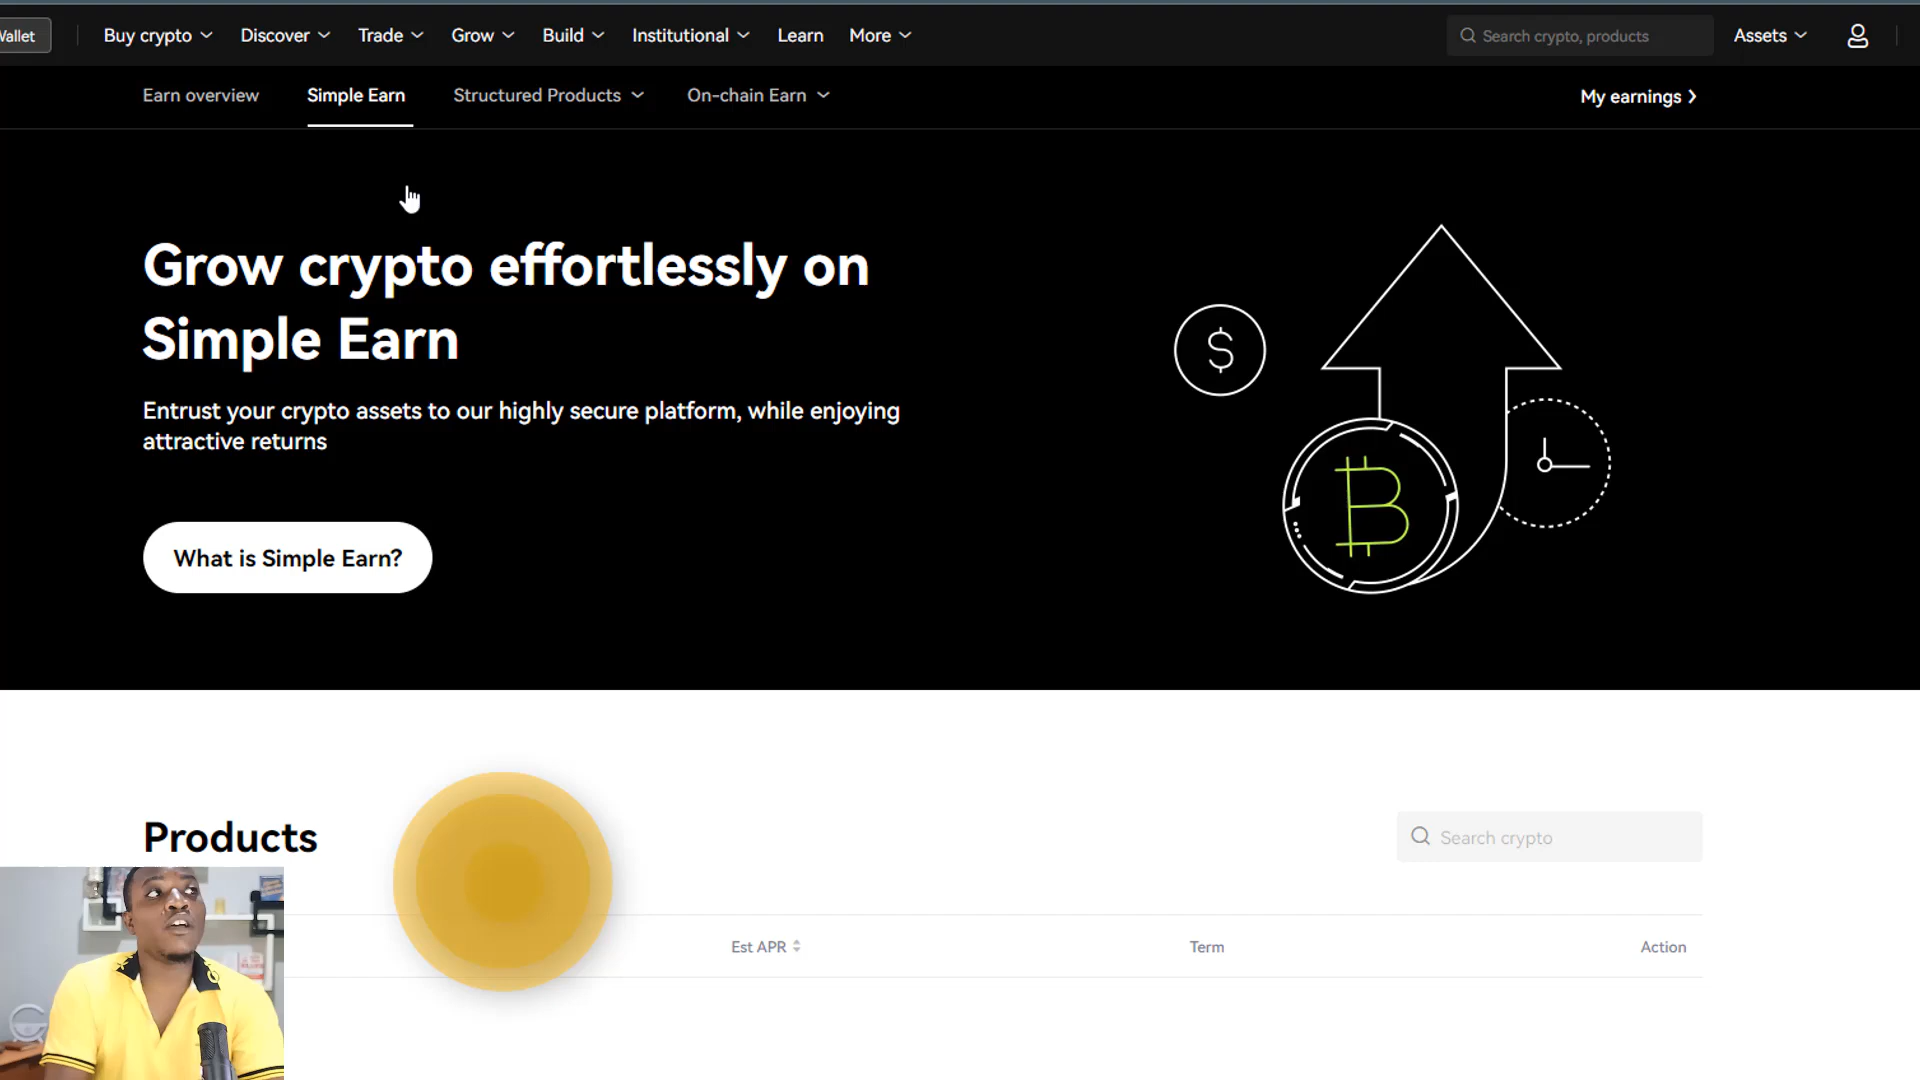 Wallet
Buy crypto
Discover
Trade
Grow
Build
Institutional
Learn
More
Search crypto, products
Assets
Earn overview
Simple Earn
Structured Products
On-chain Earn
My earnings
Grow crypto effortlessly on
Simple Earn
Entrust your crypto assets to our highly secure platform, while enjoying
attractive returns
What is Simple Earn?
$
Products
Search crypto
Est APR
Term
Action